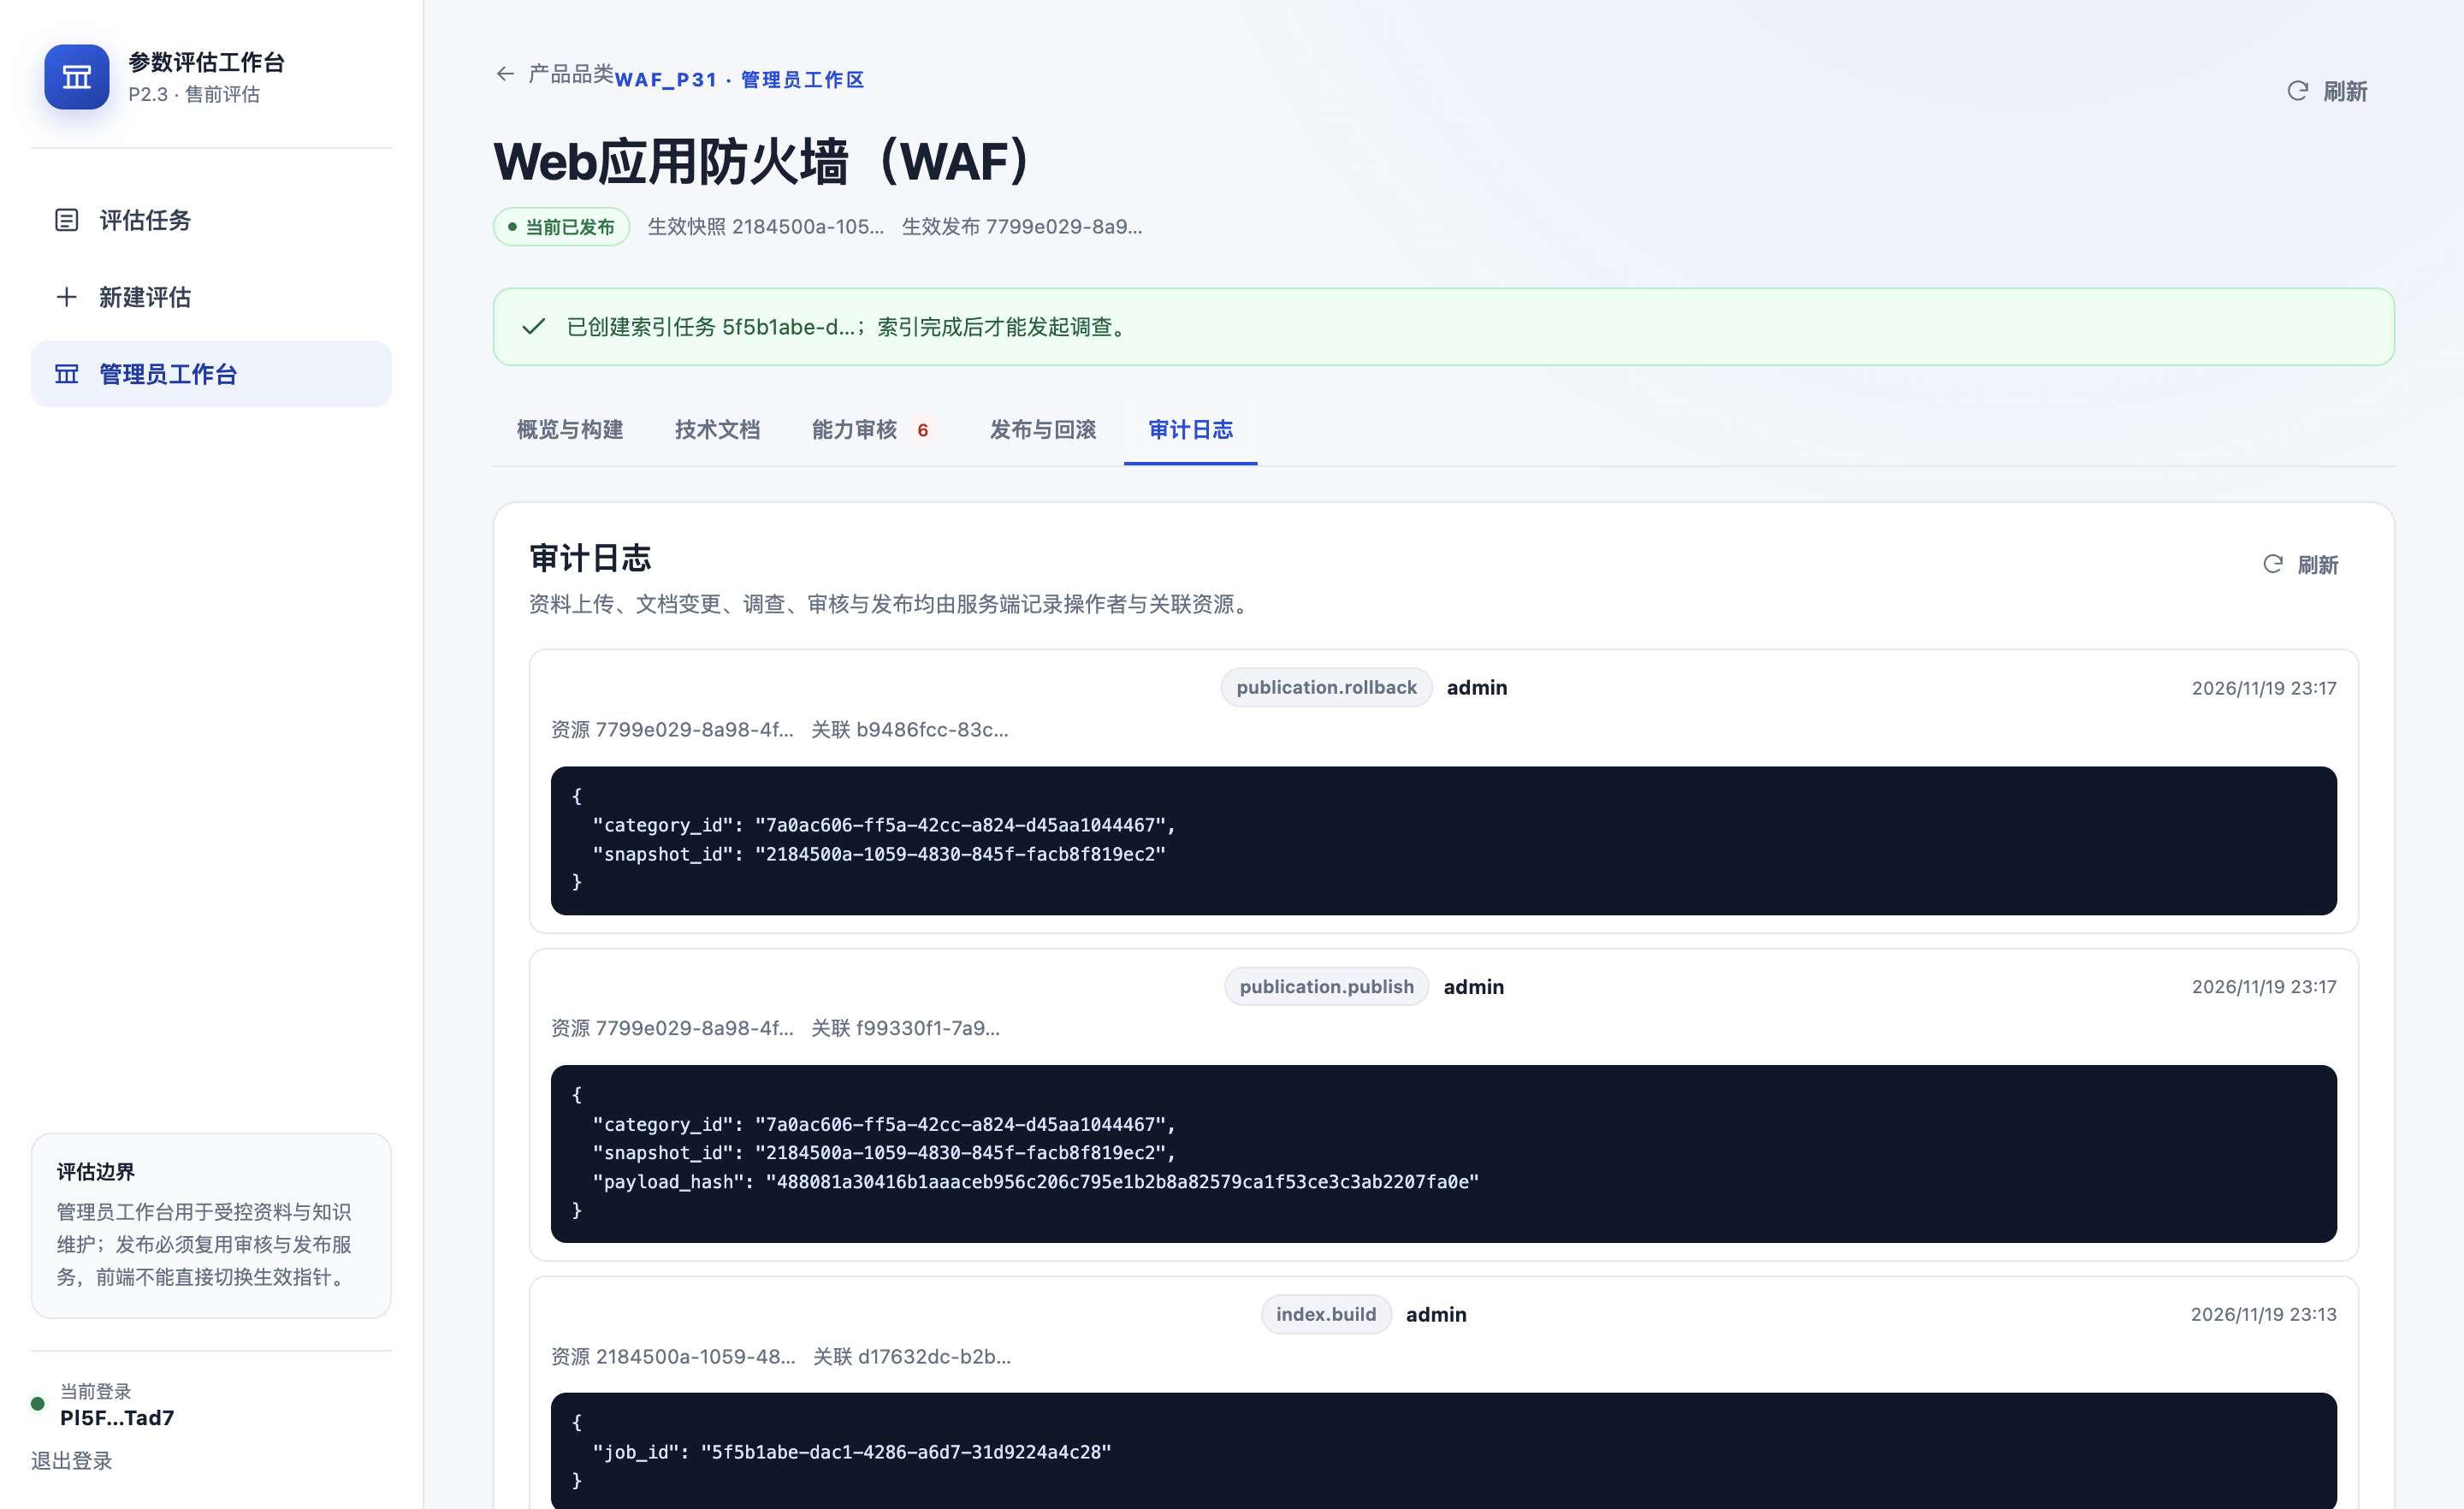 参数评估工作台
P2.3 · 售前评估
评估任务
新建评估
管理员工作台
评估边界
管理员工作台用于受控资料与知识
维护；发布必须复用审核与发布服
务，前端不能直接切换生效指针。
当前登录
Pl5F...Tad7
退出登录
产品品类 WAF_P31 · 管理员工作区
刷新
Web应用防火墙（WAF）
当前已发布 生效快照 2184500a-105... 生效发布 7799e029-8a9...
已创建索引任务 5f5b1abe-d...；索引完成后才能发起调查。
概览与构建 技术文档 能力审核 6 发布与回滚 审计日志
审计日志
刷新
资料上传、文档变更、调查、审核与发布均由服务端记录操作者与关联资源。
publication.rollback admin 2026/11/19 23:17
资源 7799e029-8a98-4f... 关联 b9486fcc-83c...
{
"category_id": "7a0ac606-ff5a-42cc-a824-d45aa1044467",
"snapshot_id": "2184500a-1059-4830-845f-facb8f819ec2"
}
publication.publish admin 2026/11/19 23:17
资源 7799e029-8a98-4f... 关联 f99330f1-7a9...
{
"category_id": "7a0ac606-ff5a-42cc-a824-d45aa1044467",
"snapshot_id": "2184500a-1059-4830-845f-facb8f819ec2",
"payload_hash": "488081a30416b1aaaceb956c206c795e1b2b8a82579ca1f53ce3c3ab2207fa0e"
}
index.build admin 2026/11/19 23:13
资源 2184500a-1059-48... 关联 d17632dc-b2b...
{
"job_id": "5f5b1abe-dac1-4286-a6d7-31d9224a4c28"
}